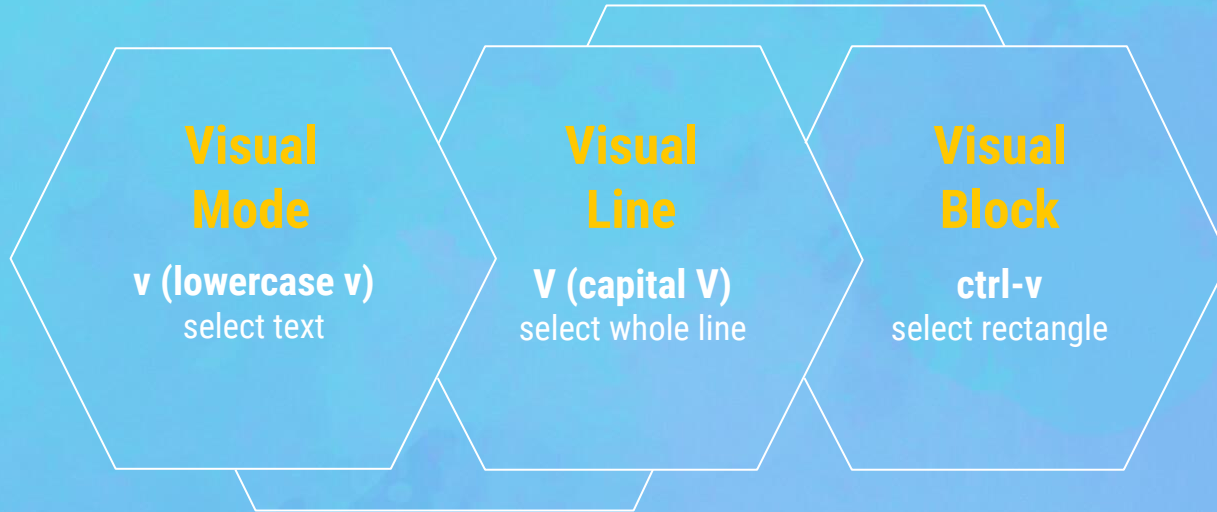 Visual
Mode
v (lowercase v)
select text
Visual
Line
V (capital V)
select whole line
Visual
Block
ctrl-v
select rectangle